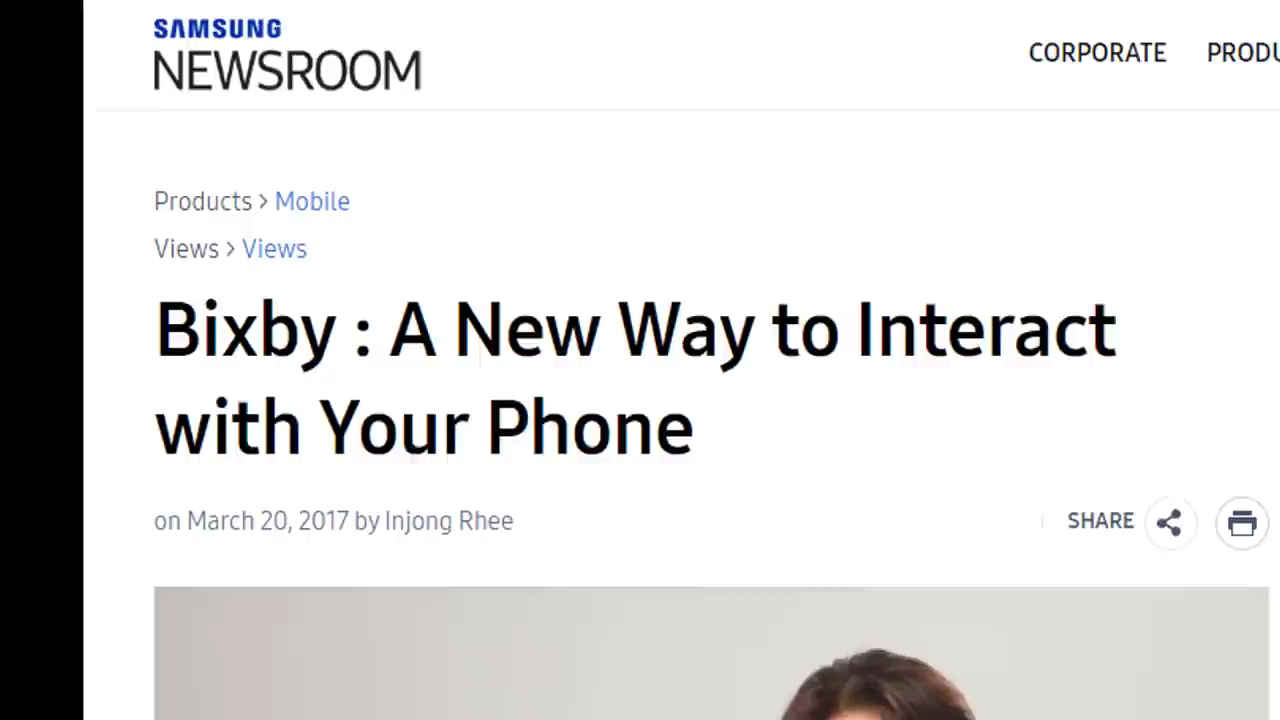 SAMSUNG
NEWSROOM
CORPORATE
Products > Mobile
Views > Views
Bixby : A New Way to Interact
with Your Phone
on March 20, 2017 by Injong Rhee
SHARE